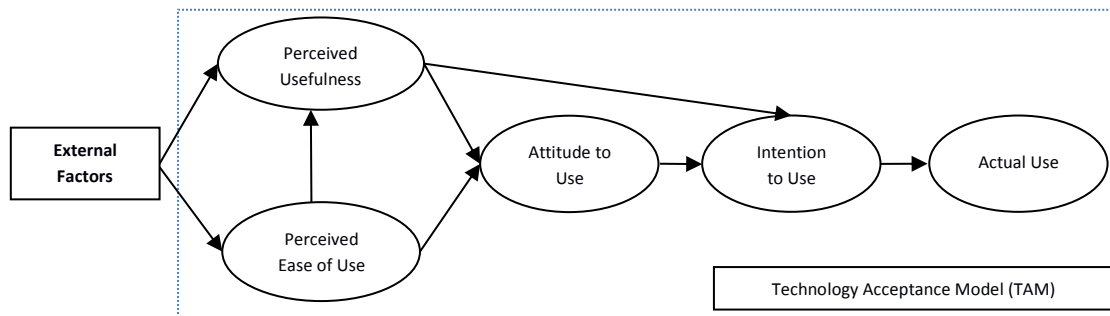 Perceived
Usefulness
External
Factors
Attitude to
Use
Intention
to Use
Actual Use
Perceived
Ease of Use
Technology Acceptance Model (TAM)